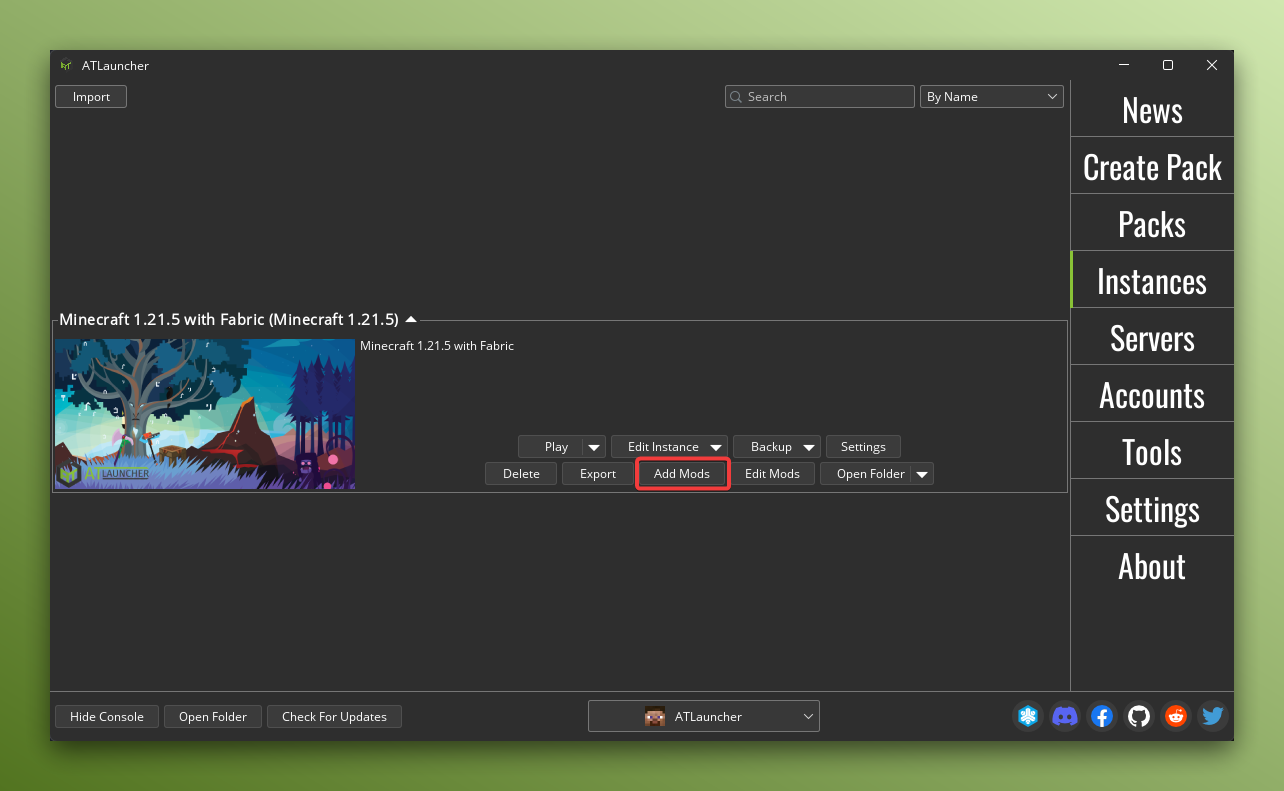 ATLauncher
Import
Search
By Name
News
Create Pack
Packs
Instances
Servers
Accounts
Tools
Settings
About
Minecraft 1.21.5 with Fabric (Minecraft 1.21.5)
Minecraft 1.21.5 with Fabric
ATLAUNCHER
Play
Edit Instance
Backup
Settings
Delete
Export
Add Mods
Edit Mods
Open Folder
Hide Console
Open Folder
Check For Updates
ATLauncher